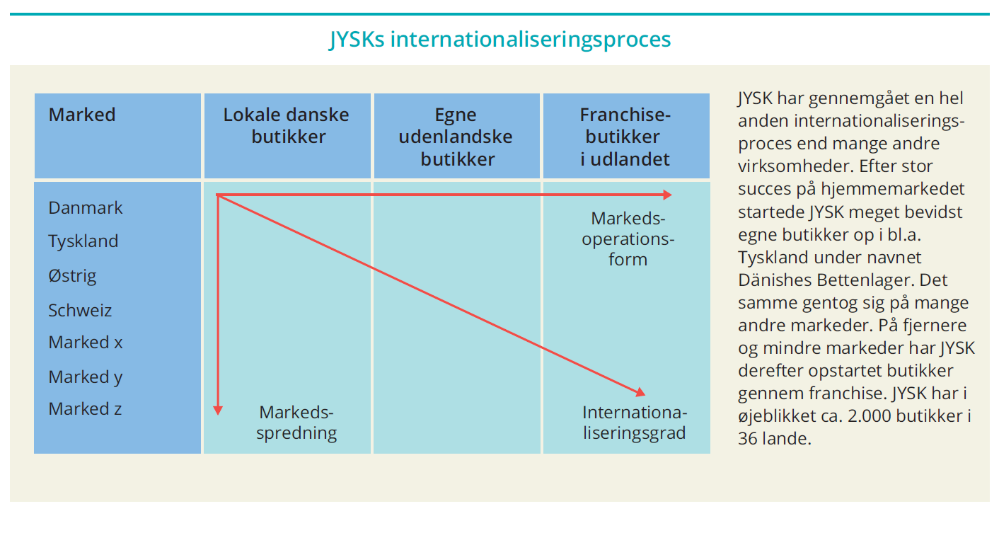 JYSKs internationaliseringsproces
Marked
Lokale danske
butikker
Egne
udenlandske
butikker
Franchise-
butikker
i udlandet
Danmark
Tyskland
Østrig
Schweiz
Marked x
Marked y
Marked z
Markeds-
operations-
form
Markeds-
spredning
Internationa-
liseringsgrad
JYSK har gennemgået en hel
anden internationaliserings-
proces end mange andre
virksomheder. Efter stor
succes på hjemmemarkedet
startede JYSK meget bevidst
egne butikker op i bl.a.
Tyskland under navnet
Dänishes Bettenlager. Det
samme gentog sig på mange
andre markeder. På fjernere
og mindre markeder har JYSK
derefter opstartet butikker
gennem franchise. JYSK har i
øjeblikket ca. 2.000 butikker i
36 lande.